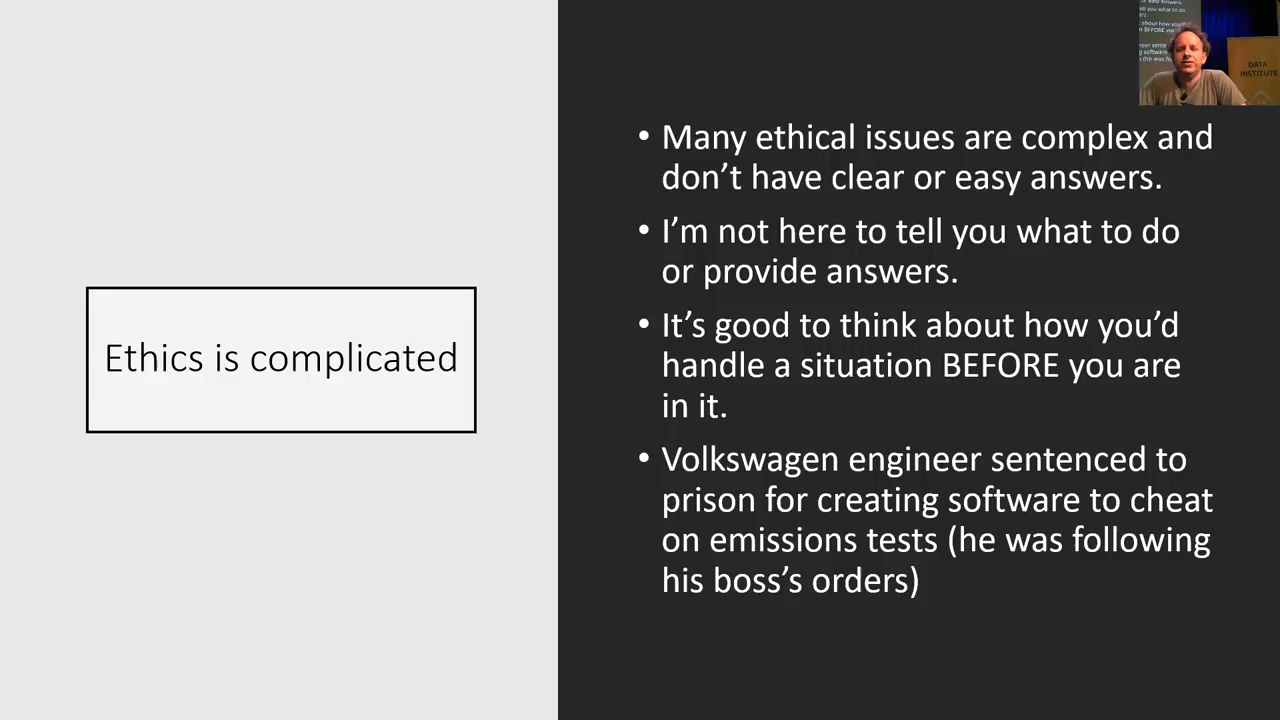 Ethics is complicated
• Many ethical issues are complex and
don’t have clear or easy answers.
• I’m not here to tell you what to do
or provide answers.
• It’s good to think about how you’d
handle a situation BEFORE you are
in it.
• Volkswagen engineer sentenced to
prison for creating software to cheat
on emissions tests (he was following
his boss’s orders)
DATA
INSTITUTE